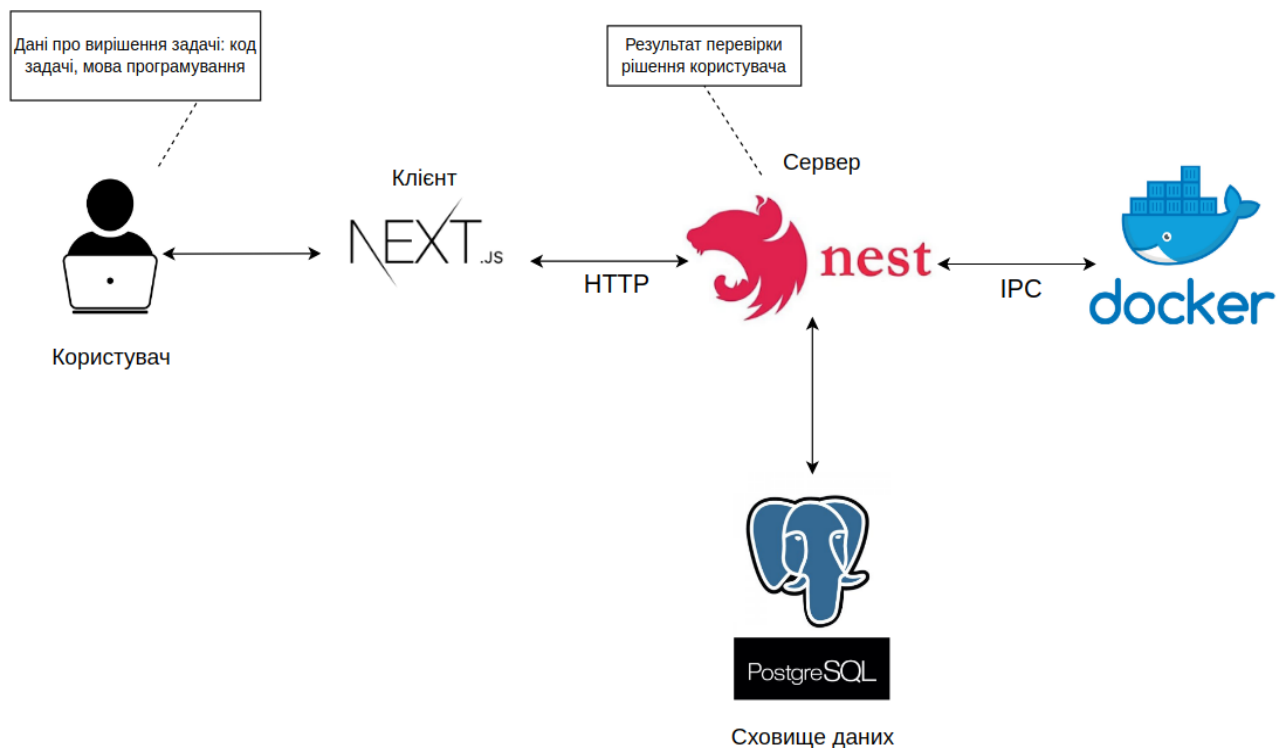 Дані про вирішення задачі: код
задачі, мова програмування
Результат перевірки
рішення користувача
Сервер
Клієнт
NEXT.JS
nest
HTTP
IPC
docker
Користувач
PostgreSQL
Сховище даних